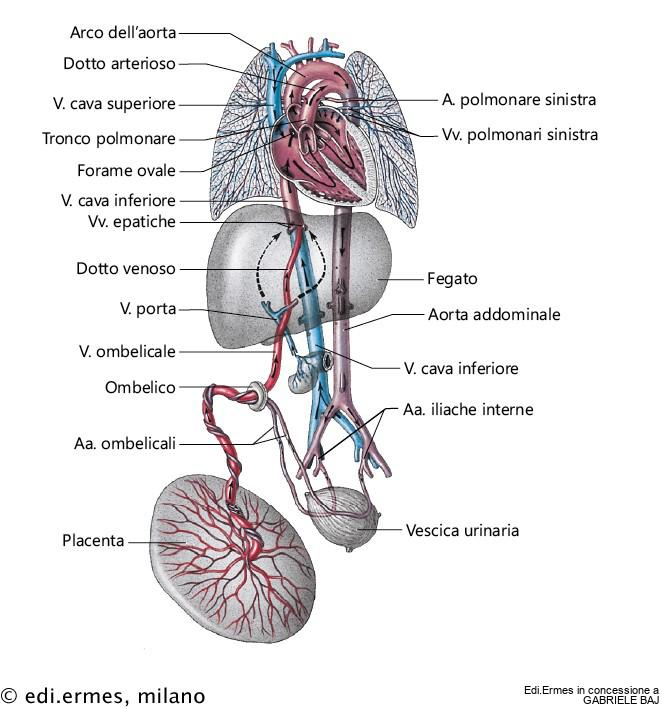 Arco dell'aorta
Dotto arterioso
V. cava superiore
Tronco polmonare
Forame ovale
V. cava inferiore
Vv. epatiche
Dotto venoso
V. porta
V. ombelicale
Ombelico
Aa. ombelicali
Placenta
A. polmonare sinistra
Vv. polmonari sinistra
Fegato
Aorta addominale
V. cava inferiore
Aa. iliache interne
Vescica urinaria
© edi.ermes, milano
Edi.Ermes in concessione a
GABRIELE BAJ